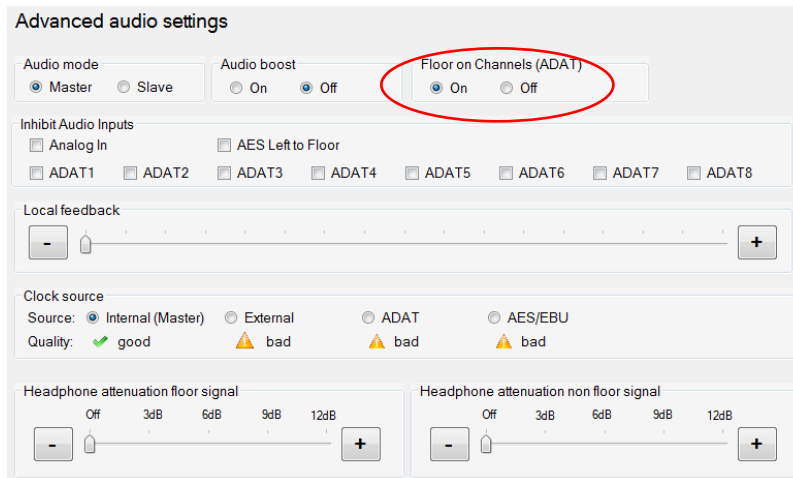 Advanced audio settings
Audio mode Audio boost Floor on Channels (ADAT)
Master Slave On Off On Off
Inhibit Audio Inputs
Analog In AES Left to Floor
ADAT1 ADAT2 ADAT3 ADAT4 ADAT5 ADAT6 ADAT7 ADAT8
Local feedback
- +
Clock source
Source: Internal (Master) External ADAT AES/EBU
Quality: good bad bad bad
Headphone attenuation floor signal Headphone attenuation non floor signal
Off 3dB 6dB 9dB 12dB Off 3dB 6dB 9dB 12dB
- + - +